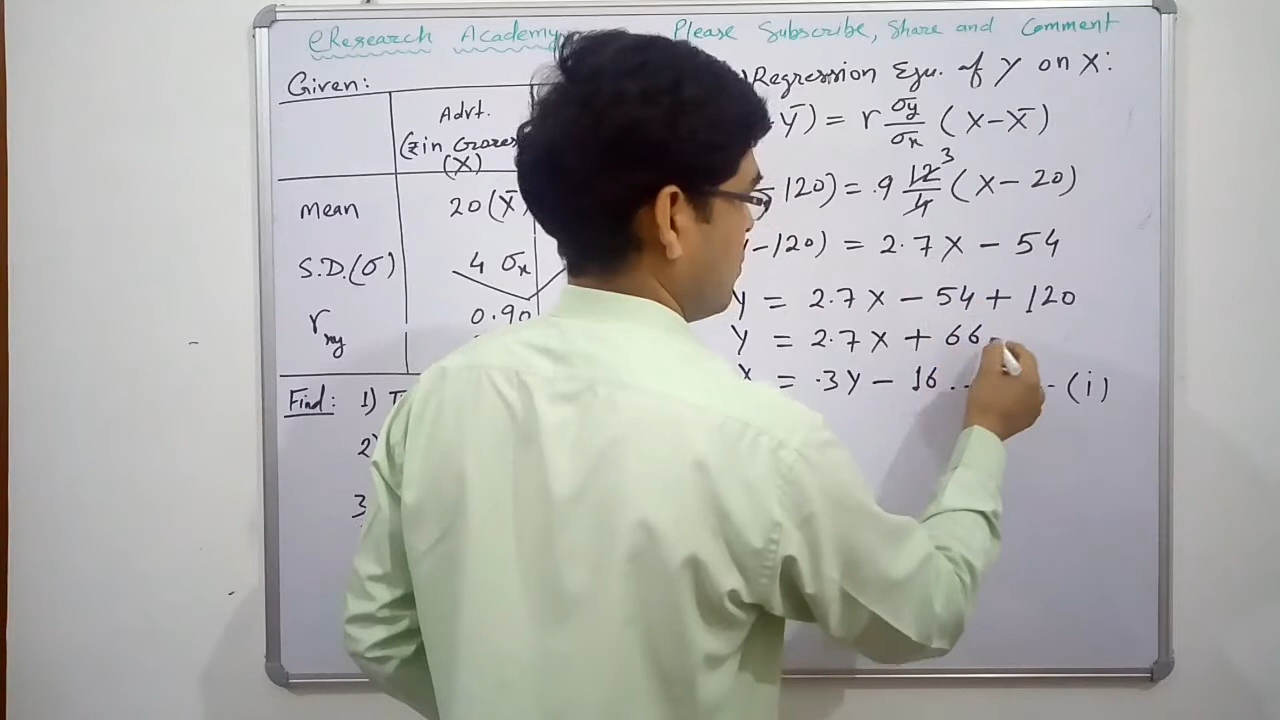 eResearch Academy Please Subscribe, Share and Comment
Given:
Advt.
(₹ in Crores
(X)
Mean 20 (X̄
S.D.(σ) 4 σx
rxy 0.90
Find: 1)
2)
3
Regression Equ. of Y on X:
Ȳ) = r σy/σx (X-X̄)
120) = .9 12/4 3 (X-20)
-120) = 2.7X - 54
Y = 2.7X - 54 + 120
Y = 2.7X + 66
X = .3Y - 16 .. -- (i)